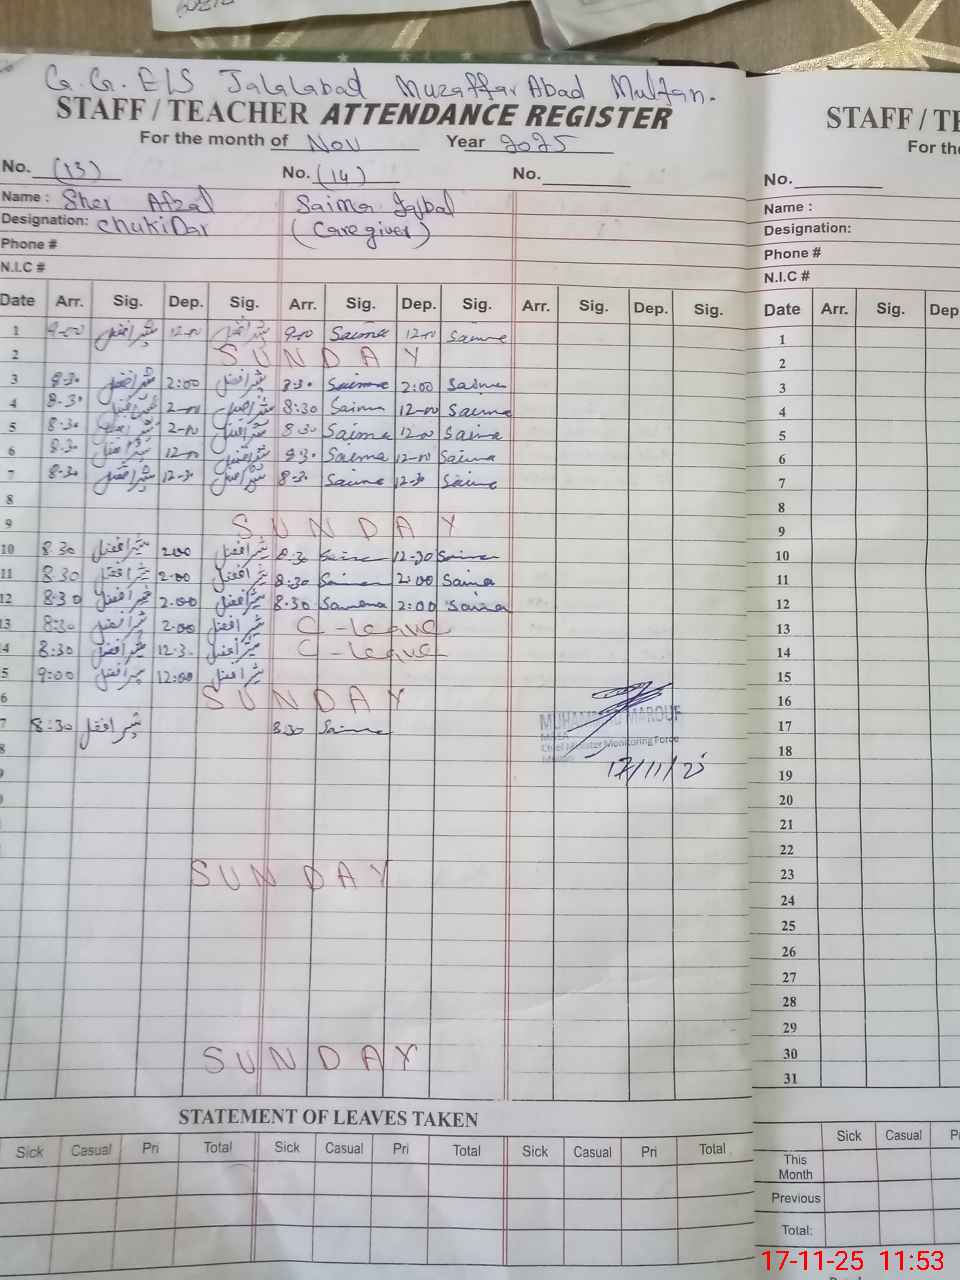 G.G.E/S Jalalabad Muzaffar Abad Multan.
STAFF / TEACHER ATTENDANCE REGISTER
For the month of Nov Year 2025
No. (13) No. (14) No.
Name : Sher Afzal Saima Iqbal
Designation: chukiDar (Caregiver)
Phone #
N.I.C #
Date Arr. Sig. Dep. Sig. Arr. Sig. Dep. Sig. Arr. Sig. Dep. Sig.
1 9-00 شیر افضل 12-00 شیر افضل 9-00 Saima 12-00 Saima
2 SUNDAY
3 8.30 شیر افضل 2:00 شیر افضل 8.30 Saima 2:00 Saima
4 8.30 شیر افضل 2-00 شیر افضل 8:30 Saima 12-00 Saima
5 8.30 شیر افضل 2-00 شیر افضل 8.30 Saima 12-00 Saima
6 8.30 شیر افضل 12-00 شیر افضل 8.30 Saima 12-00 Saima
7 8.30 شیر افضل 12-30 شیر افضل 8-30 Saima 12-30 Saima
8
9 SUNDAY
10 8.30 شیر افضل 2.00 شیر افضل 8.30 Saima 12-30 Saima
11 8.30 شیر افضل 2.00 شیر افضل 8:30 Saima 2:00 Saima
12 8:30 شیر افضل 2.00 شیر افضل 8.30 Saima 2:00 Saima
3 8:30 شیر افضل 2.00 شیر افضل C-Leave
4 8:30 شیر افضل 12-3. شیر افضل C-Leave
5 9:00 شیر افضل 12:00 شیر افضل
6 SUNDAY
7 8:30 شیر افضل 8.30 Saima
8
9
MUHAMMAD MAROUF
Chief Minister Monitoring Force
17/11/25
SUNDAY
SUNDAY
STATEMENT OF LEAVES TAKEN
Sick Casual Pri Total Sick Casual Pri Total Sick Casual Pri Total
STAFF / TE
For the
No.
Name :
Designation:
Phone #
N.I.C #
Date Arr. Sig. Dep
1
2
3
4
5
6
7
8
9
10
11
12
13
14
15
16
17
18
19
20
21
22
23
24
25
26
27
28
29
30
31
Sick Casual P
This Month
Previous
Total:
17-11-25 11:53